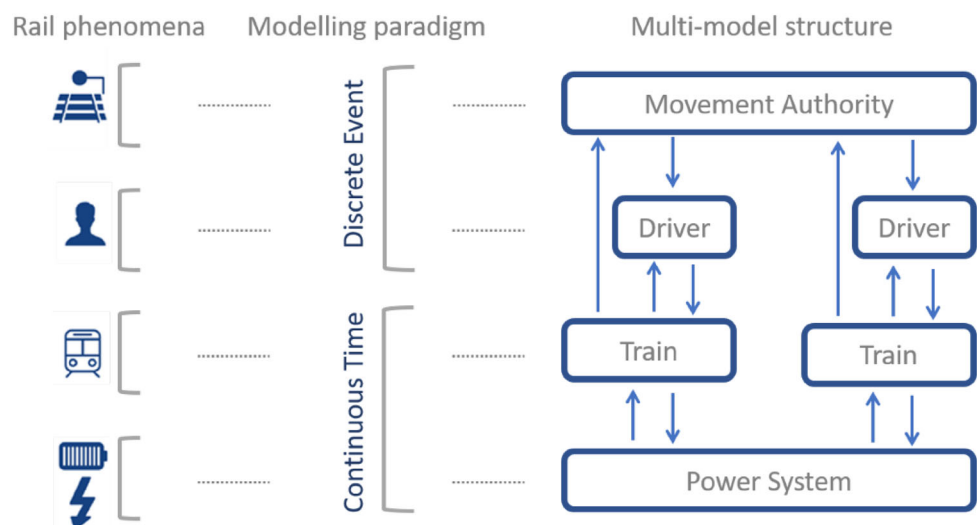 Rail phenomena
Modelling paradigm
Multi-model structure
Discrete Event
Continuous Time
Movement Authority
Driver
Driver
Train
Train
Power System